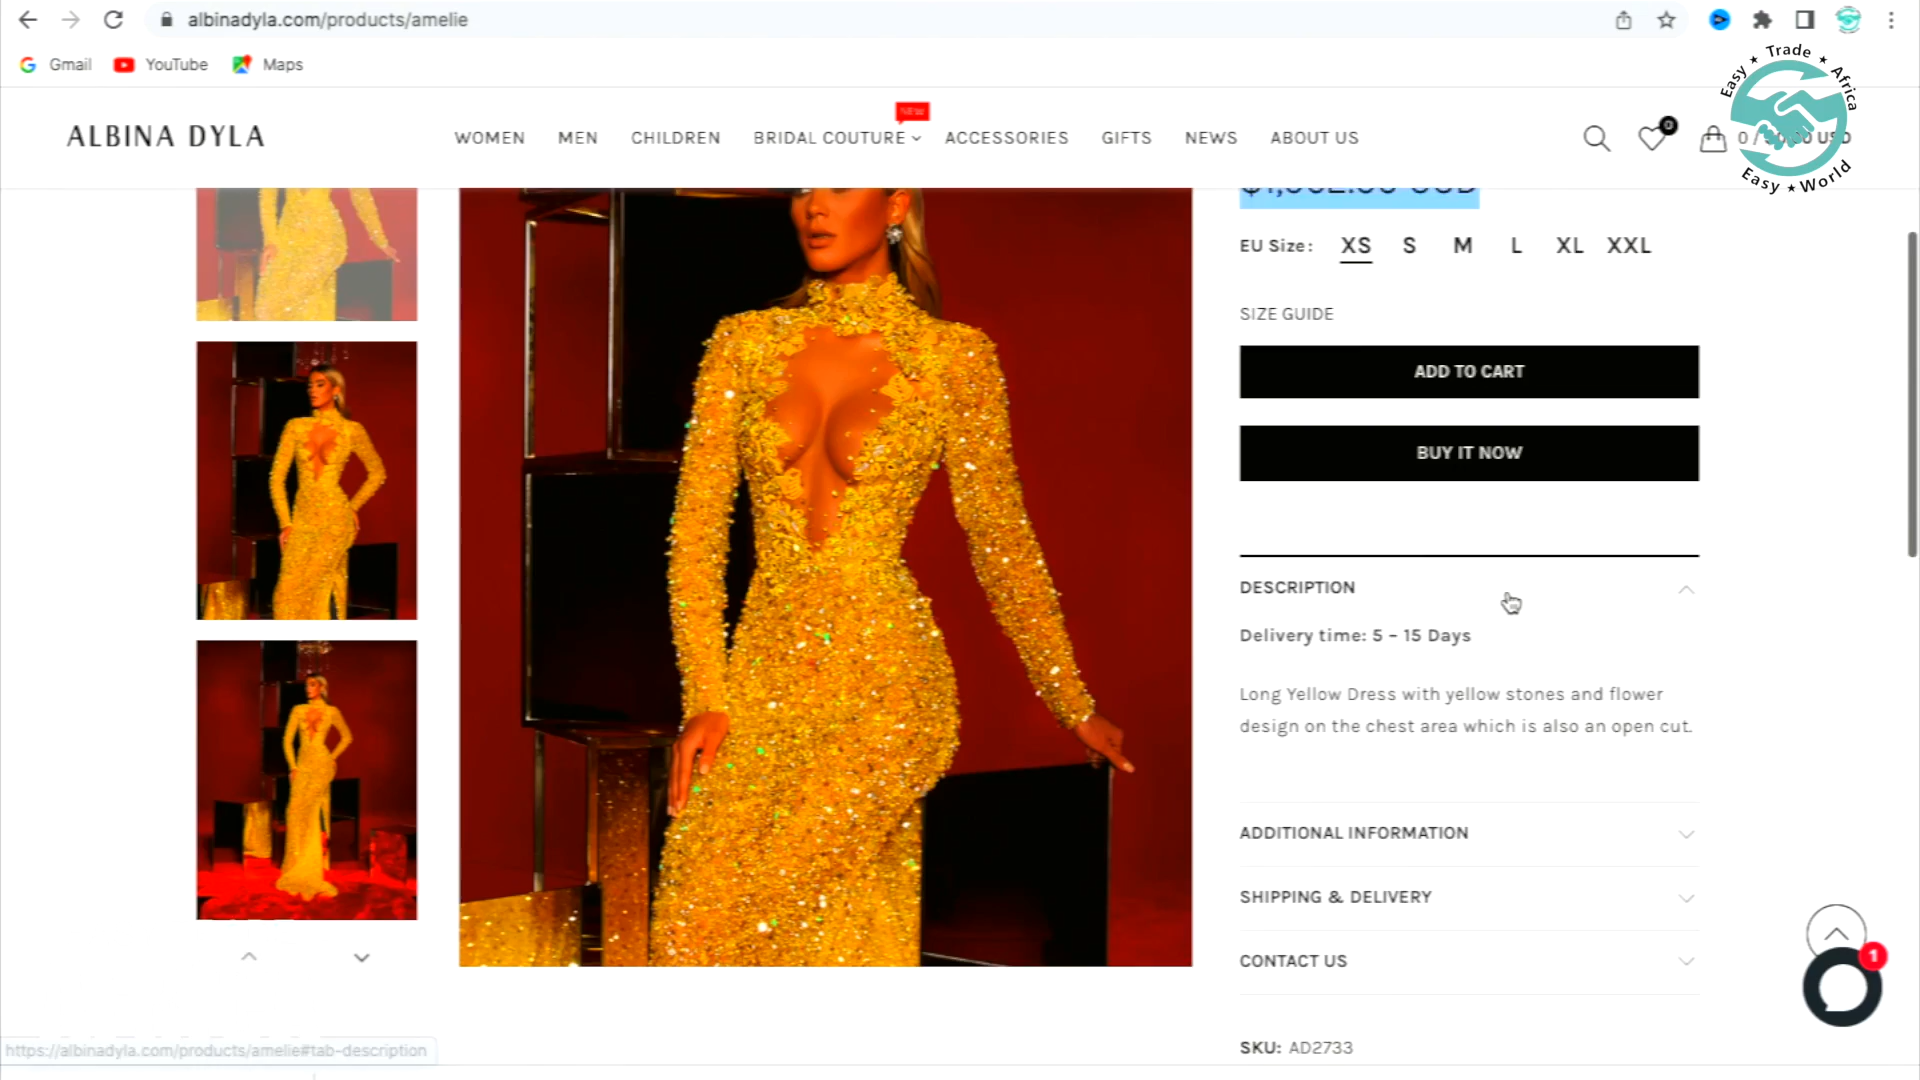 albinadyla.com/products/amelie
Gmail YouTube Maps
Easy ★ Trade ★ Africa
Easy ★ World
NEW
ALBINA DYLA WOMEN MEN CHILDREN BRIDAL COUTURE ACCESSORIES GIFTS NEWS ABOUT US 0 0 /
EU Size: XS S M L XL XXL
SIZE GUIDE
ADD TO CART
BUY IT NOW
DESCRIPTION
Delivery time: 5 – 15 Days
Long Yellow Dress with yellow stones and flower
design on the chest area which is also an open cut.
ADDITIONAL INFORMATION
SHIPPING & DELIVERY
CONTACT US
1
SKU: AD2733
https://albinadyla.com/products/amelie#tab-description